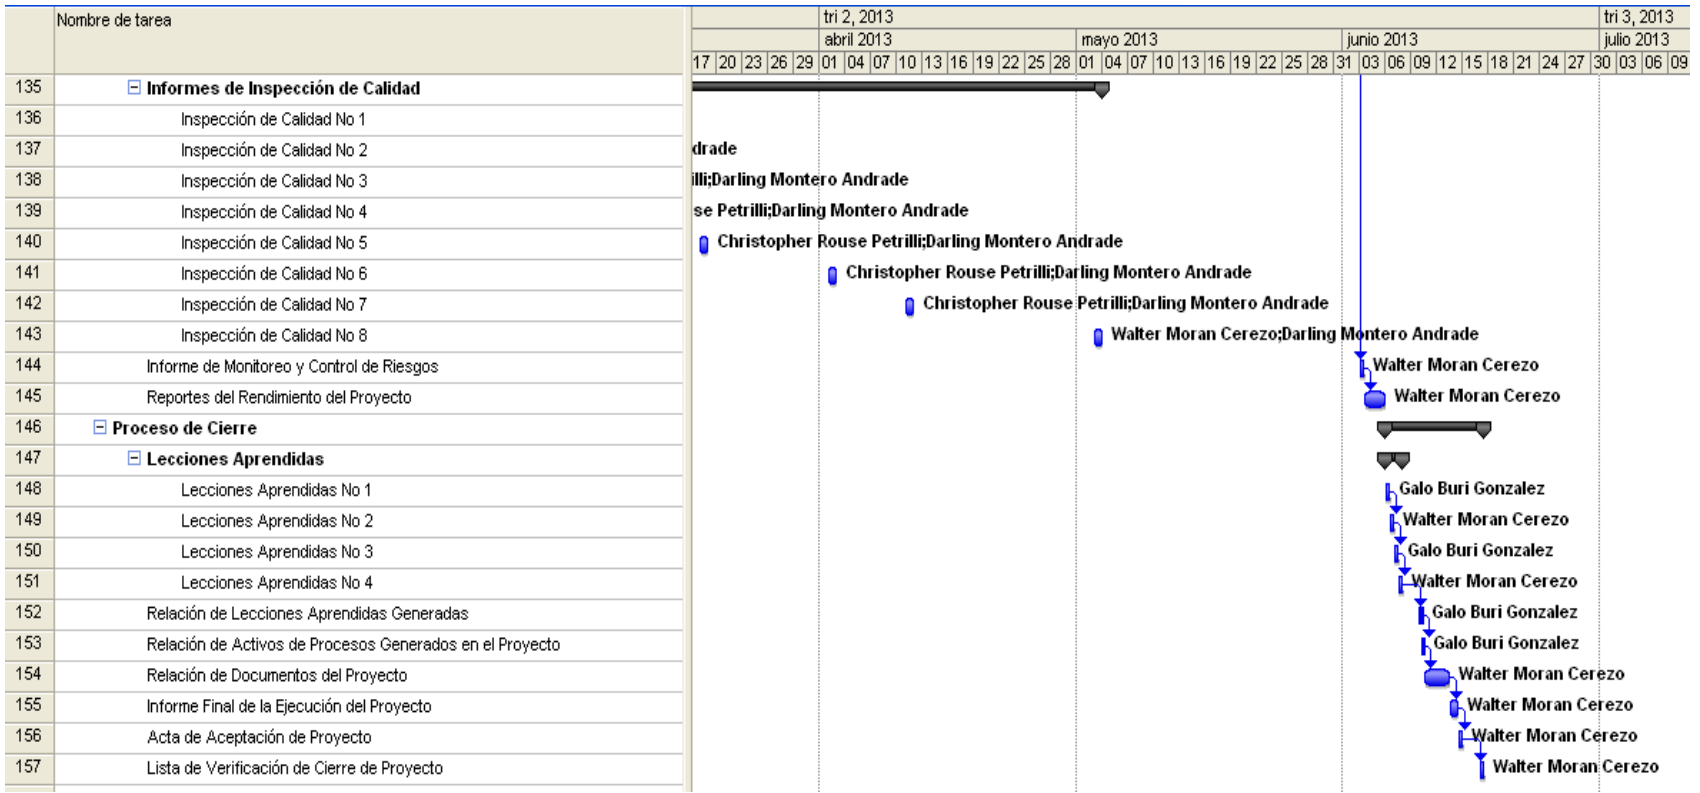 Nombre de tarea
tri 2, 2013 tri 3, 2013
abril 2013 mayo 2013 junio 2013 julio 2013
17 20 23 26 29 01 04 07 10 13 16 19 22 25 28 01 04 07 10 13 16 19 22 25 28 31 03 06 09 12 15 18 21 24 27 30 03 06 09
135 Informes de Inspección de Calidad
136 Inspección de Calidad No 1
137 Inspección de Calidad No 2 drade
138 Inspección de Calidad No 3 illi;Darling Montero Andrade
139 Inspección de Calidad No 4 se Petrilli;Darling Montero Andrade
140 Inspección de Calidad No 5 Christopher Rouse Petrilli;Darling Montero Andrade
141 Inspección de Calidad No 6 Christopher Rouse Petrilli;Darling Montero Andrade
142 Inspección de Calidad No 7 Christopher Rouse Petrilli;Darling Montero Andrade
143 Inspección de Calidad No 8 Walter Moran Cerezo;Darling Montero Andrade
144 Informe de Monitoreo y Control de Riesgos Walter Moran Cerezo
145 Reportes del Rendimiento del Proyecto Walter Moran Cerezo
146 Proceso de Cierre
147 Lecciones Aprendidas
148 Lecciones Aprendidas No 1 Galo Buri Gonzalez
149 Lecciones Aprendidas No 2 Walter Moran Cerezo
150 Lecciones Aprendidas No 3 Galo Buri Gonzalez
151 Lecciones Aprendidas No 4 Walter Moran Cerezo
152 Relación de Lecciones Aprendidas Generadas Galo Buri Gonzalez
153 Relación de Activos de Procesos Generados en el Proyecto Galo Buri Gonzalez
154 Relación de Documentos del Proyecto Walter Moran Cerezo
155 Informe Final de la Ejecución del Proyecto Walter Moran Cerezo
156 Acta de Aceptación de Proyecto Walter Moran Cerezo
157 Lista de Verificación de Cierre de Proyecto Walter Moran Cerezo